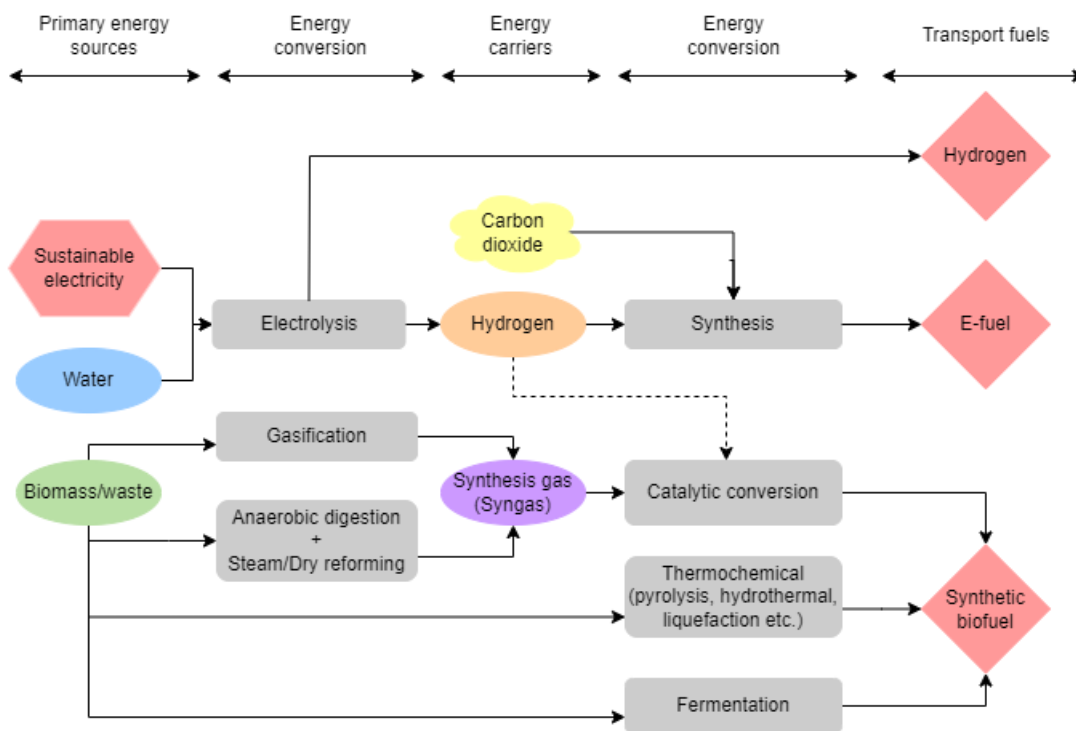 Primary energy
sources
Energy
conversion
Energy
carriers
Energy
conversion
Transport fuels
Hydrogen
Carbon
dioxide
Sustainable
electricity
Electrolysis
Hydrogen
Synthesis
E-fuel
Water
Gasification
Biomass/waste
Synthesis gas
(Syngas)
Catalytic conversion
Anaerobic digestion
+
Steam/Dry reforming
Thermochemical
(pyrolysis, hydrothermal,
liquefaction etc.)
Synthetic
biofuel
Fermentation